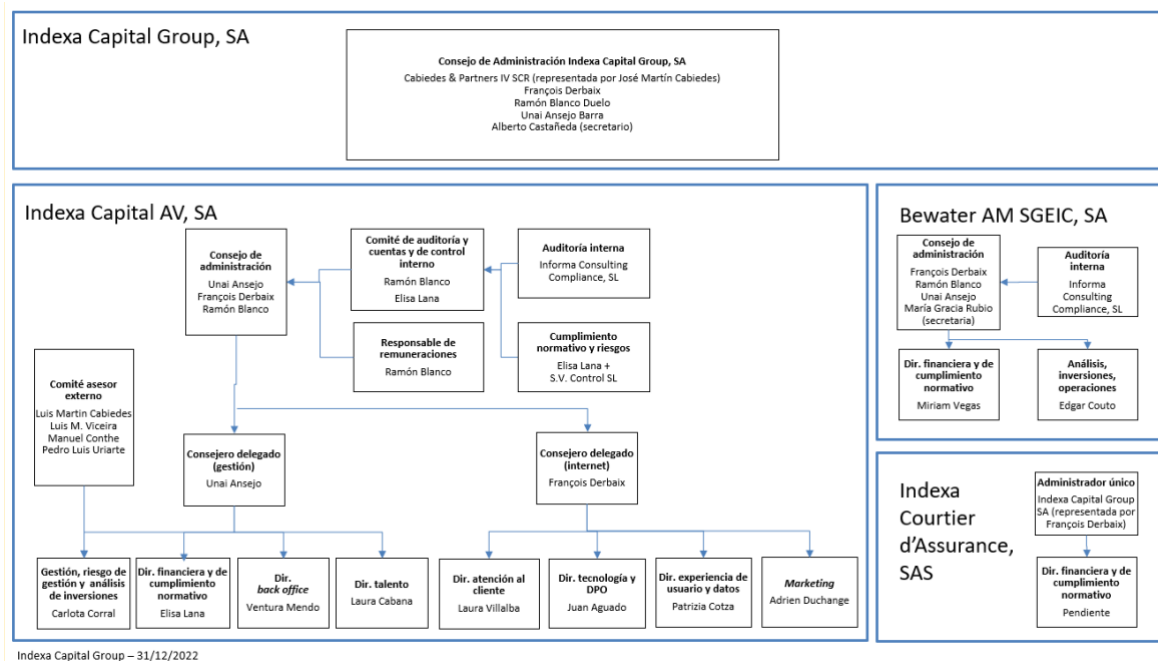 Indexa Capital Group, SA
Consejo de Administración Indexa Capital Group, SA
Cabiedes & Partners IV SCR (representada por José Martín Cabiedes)
François Derbaix
Ramón Blanco Duelo
Unai Ansejo Barra
Alberto Castañeda (secretario)
Indexa Capital AV, SA
Consejo de
administración
Unai Ansejo
François Derbaix
Ramón Blanco
Comité de auditoría y
cuentas y de control
interno
Ramón Blanco
Elisa Lana
Auditoría interna
Informa Consulting
Compliance, SL
Responsable de
remuneraciones
Ramón Blanco
Cumplimiento
normativo y riesgos
Elisa Lana +
S.V. Control SL
Comité asesor
externo
Luis Martin Cabiedes
Luis M. Viceira
Manuel Conthe
Pedro Luis Uriarte
Consejero delegado
(gestión)
Unai Ansejo
Consejero delegado
(internet)
François Derbaix
Gestión, riesgo de
gestión y análisis
de inversiones
Carlota Corral
Dir. financiera y de
cumplimiento
normativo
Elisa Lana
Dir.
back office
Ventura Mendo
Dir. talento
Laura Cabana
Dir. atención al
cliente
Laura Villalba
Dir. tecnología y
DPO
Juan Aguado
Dir. experiencia de
usuario y datos
Patrizia Cotza
Marketing
Adrien Duchange
Bewater AM SGEIC, SA
Consejo de
administración
François Derbaix
Ramón Blanco
Unai Ansejo
María Gracia Rubio
(secretaria)
Auditoría
interna
Informa
Consulting
Compliance, SL
Dir. financiera y de
cumplimiento
normativo
Miriam Vegas
Análisis,
inversiones,
operaciones
Edgar Couto
Indexa
Courtier
d'Assurance,
SAS
Administrador único
Indexa Capital Group
SA (representada por
François Derbaix)
Dir. financiera y de
cumplimiento
normativo
Pendiente
Indexa Capital Group – 31/12/2022